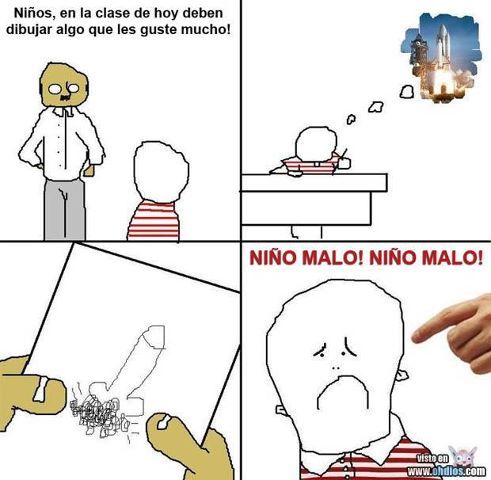 Niños, en la clase de hoy deben
dibujar algo que les guste mucho!
NIÑO MALO! NIÑO MALO!
visto en
www.ohdios.com